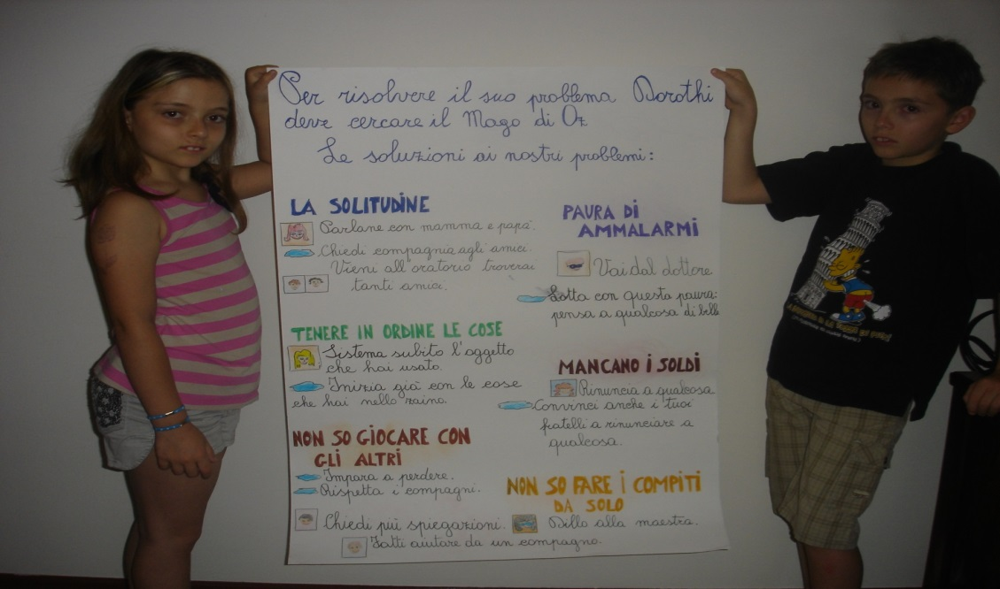 Per risolvere il suo problema Dorothi
deve cercare il Mago di Oz
Le soluzioni ai nostri problemi:
LA SOLITUDINE
Parlane con mamma e papà.
Chiedi compagnia agli amici.
Vieni all'oratorio troverai
tanti amici.
PAURA DI
AMMALARMI
Vai dal dottore
Lotta con questa paura:
pensa a qualcosa di bello
TENERE IN ORDINE LE COSE
Sistema subito l'oggetto
che hai usato.
Inizia già con le cose
che hai nello zaino.
MANCANO I SOLDI
Rinuncia a qualcosa
Convinci anche i tuoi
fratelli a rinunciare a
qualcosa.
NON SO GIOCARE CON
GLI ALTRI
Impara a perdere.
Rispetta i compagni.
NON SO FARE I COMPITI
DA SOLO
Chiedi più spiegazioni.
Dillo alla maestra.
Fatti aiutare da un compagno.